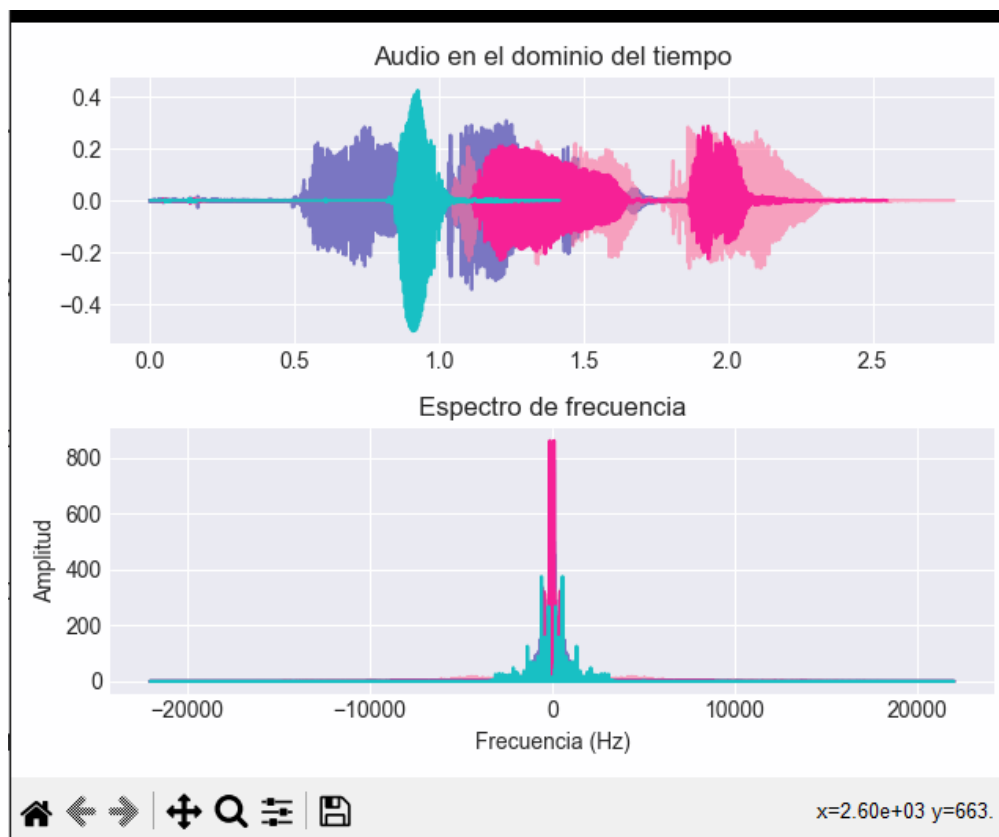 Audio en el dominio del tiempo
0.4
0.2
0.0
−0.2
−0.4
0.0 0.5 1.0 1.5 2.0 2.5
Espectro de frecuencia
800
600
400
200
0
Amplitud
−20000 −10000 0 10000 20000
Frecuencia (Hz)
x=2.60e+03 y=663.